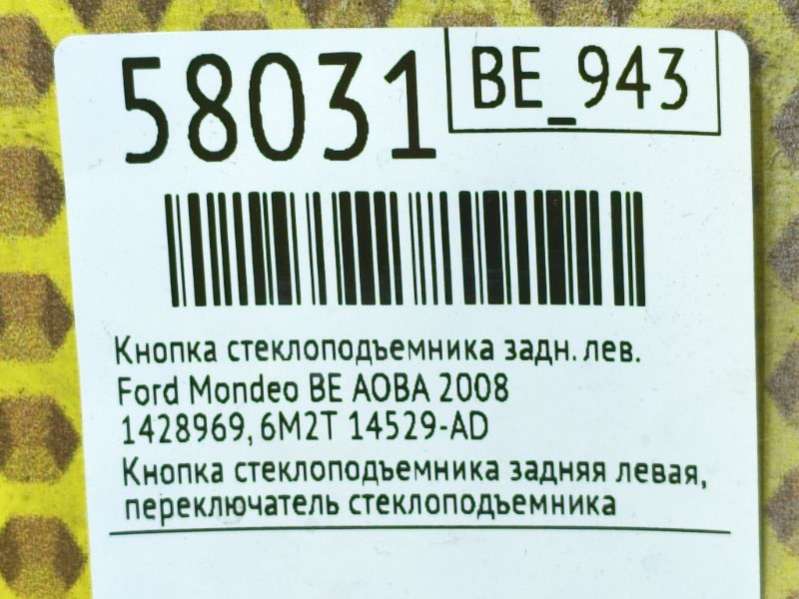 58031
BE_943
Кнопка стеклоподъемника задн. лев.
Ford Mondeo BE AOBA 2008
1428969, 6M2T 14529-AD
Кнопка стеклоподъемника задняя левая,
переключатель стеклоподъемника